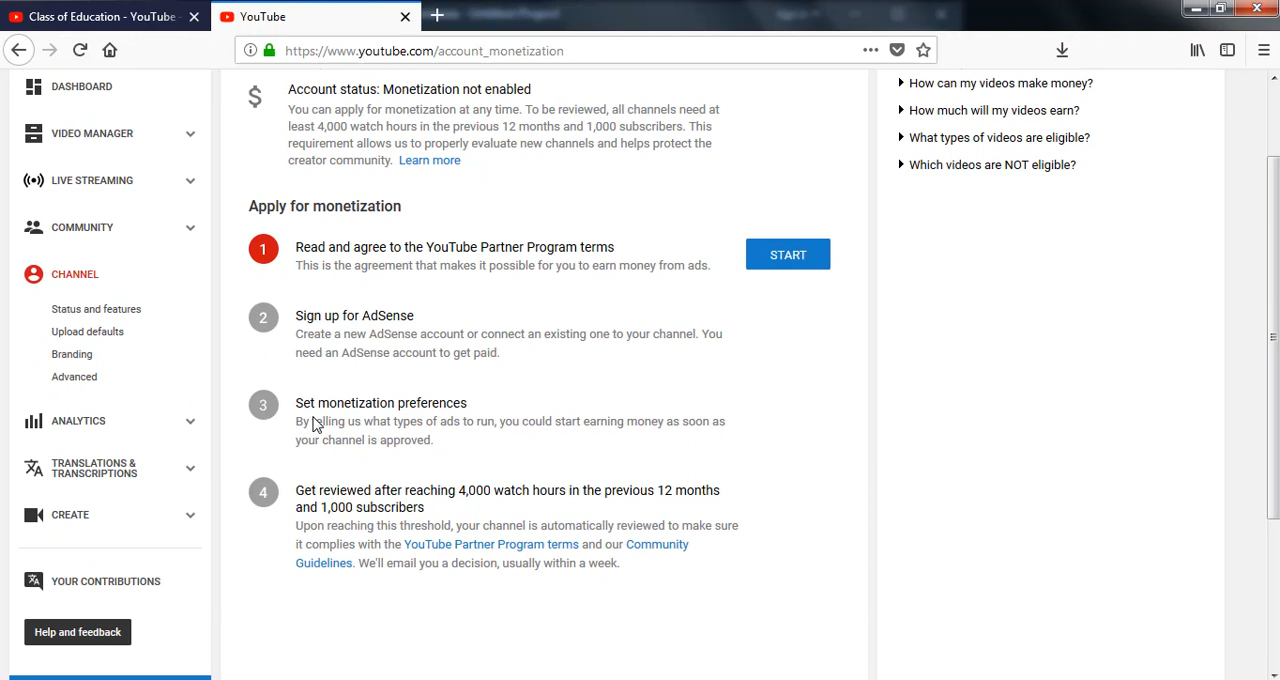 Class of Education - YouTube
YouTube
https://www.youtube.com/account_monetization
DASHBOARD
VIDEO MANAGER
LIVE STREAMING
COMMUNITY
CHANNEL
Status and features
Upload defaults
Branding
Advanced
ANALYTICS
TRANSLATIONS &
TRANSCRIPTIONS
CREATE
YOUR CONTRIBUTIONS
Help and feedback
Account status: Monetization not enabled
You can apply for monetization at any time. To be reviewed, all channels need at
least 4,000 watch hours in the previous 12 months and 1,000 subscribers. This
requirement allows us to properly evaluate new channels and helps protect the
creator community. Learn more
Apply for monetization
1
Read and agree to the YouTube Partner Program terms
This is the agreement that makes it possible for you to earn money from ads.
START
2
Sign up for AdSense
Create a new AdSense account or connect an existing one to your channel. You
need an AdSense account to get paid.
3
Set monetization preferences
By telling us what types of ads to run, you could start earning money as soon as
your channel is approved.
4
Get reviewed after reaching 4,000 watch hours in the previous 12 months
and 1,000 subscribers
Upon reaching this threshold, your channel is automatically reviewed to make sure
it complies with the YouTube Partner Program terms and our Community
Guidelines. We'll email you a decision, usually within a week.
How can my videos make money?
How much will my videos earn?
What types of videos are eligible?
Which videos are NOT eligible?